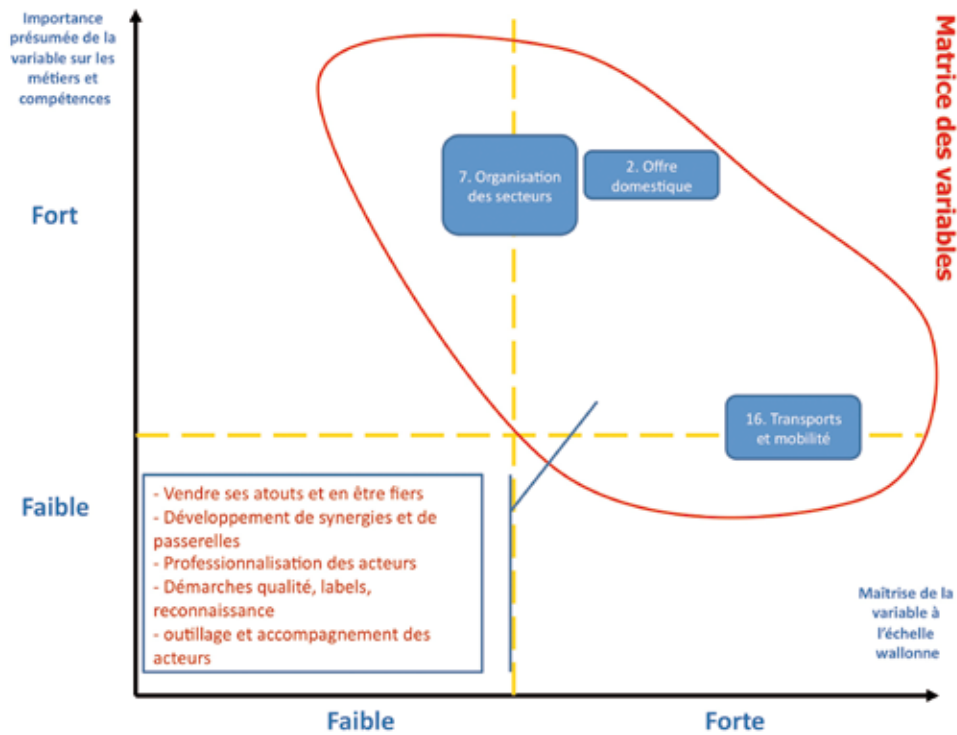 Importance
présumée de la
variable sur les
métiers et
compétences
Matrice des variables
7. Organisation
des secteurs
2. Offre
domestique
Fort
16. Transports
et mobilité
Faible
- Vendre ses atouts et en être fiers
- Développement de synergies et de
passerelles
- Professionnalisation des acteurs
- Démarches qualité, labels,
reconnaissance
- outillage et accompagnement des
acteurs
Maîtrise de la
variable à
l'échelle
wallonne
Faible
Forte